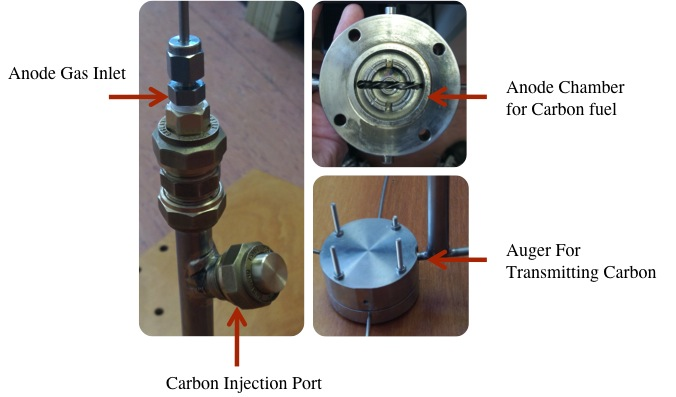 Anode Gas Inlet
Anode Chamber
for Carbon fuel
Auger For
Transmitting Carbon
Carbon Injection Port